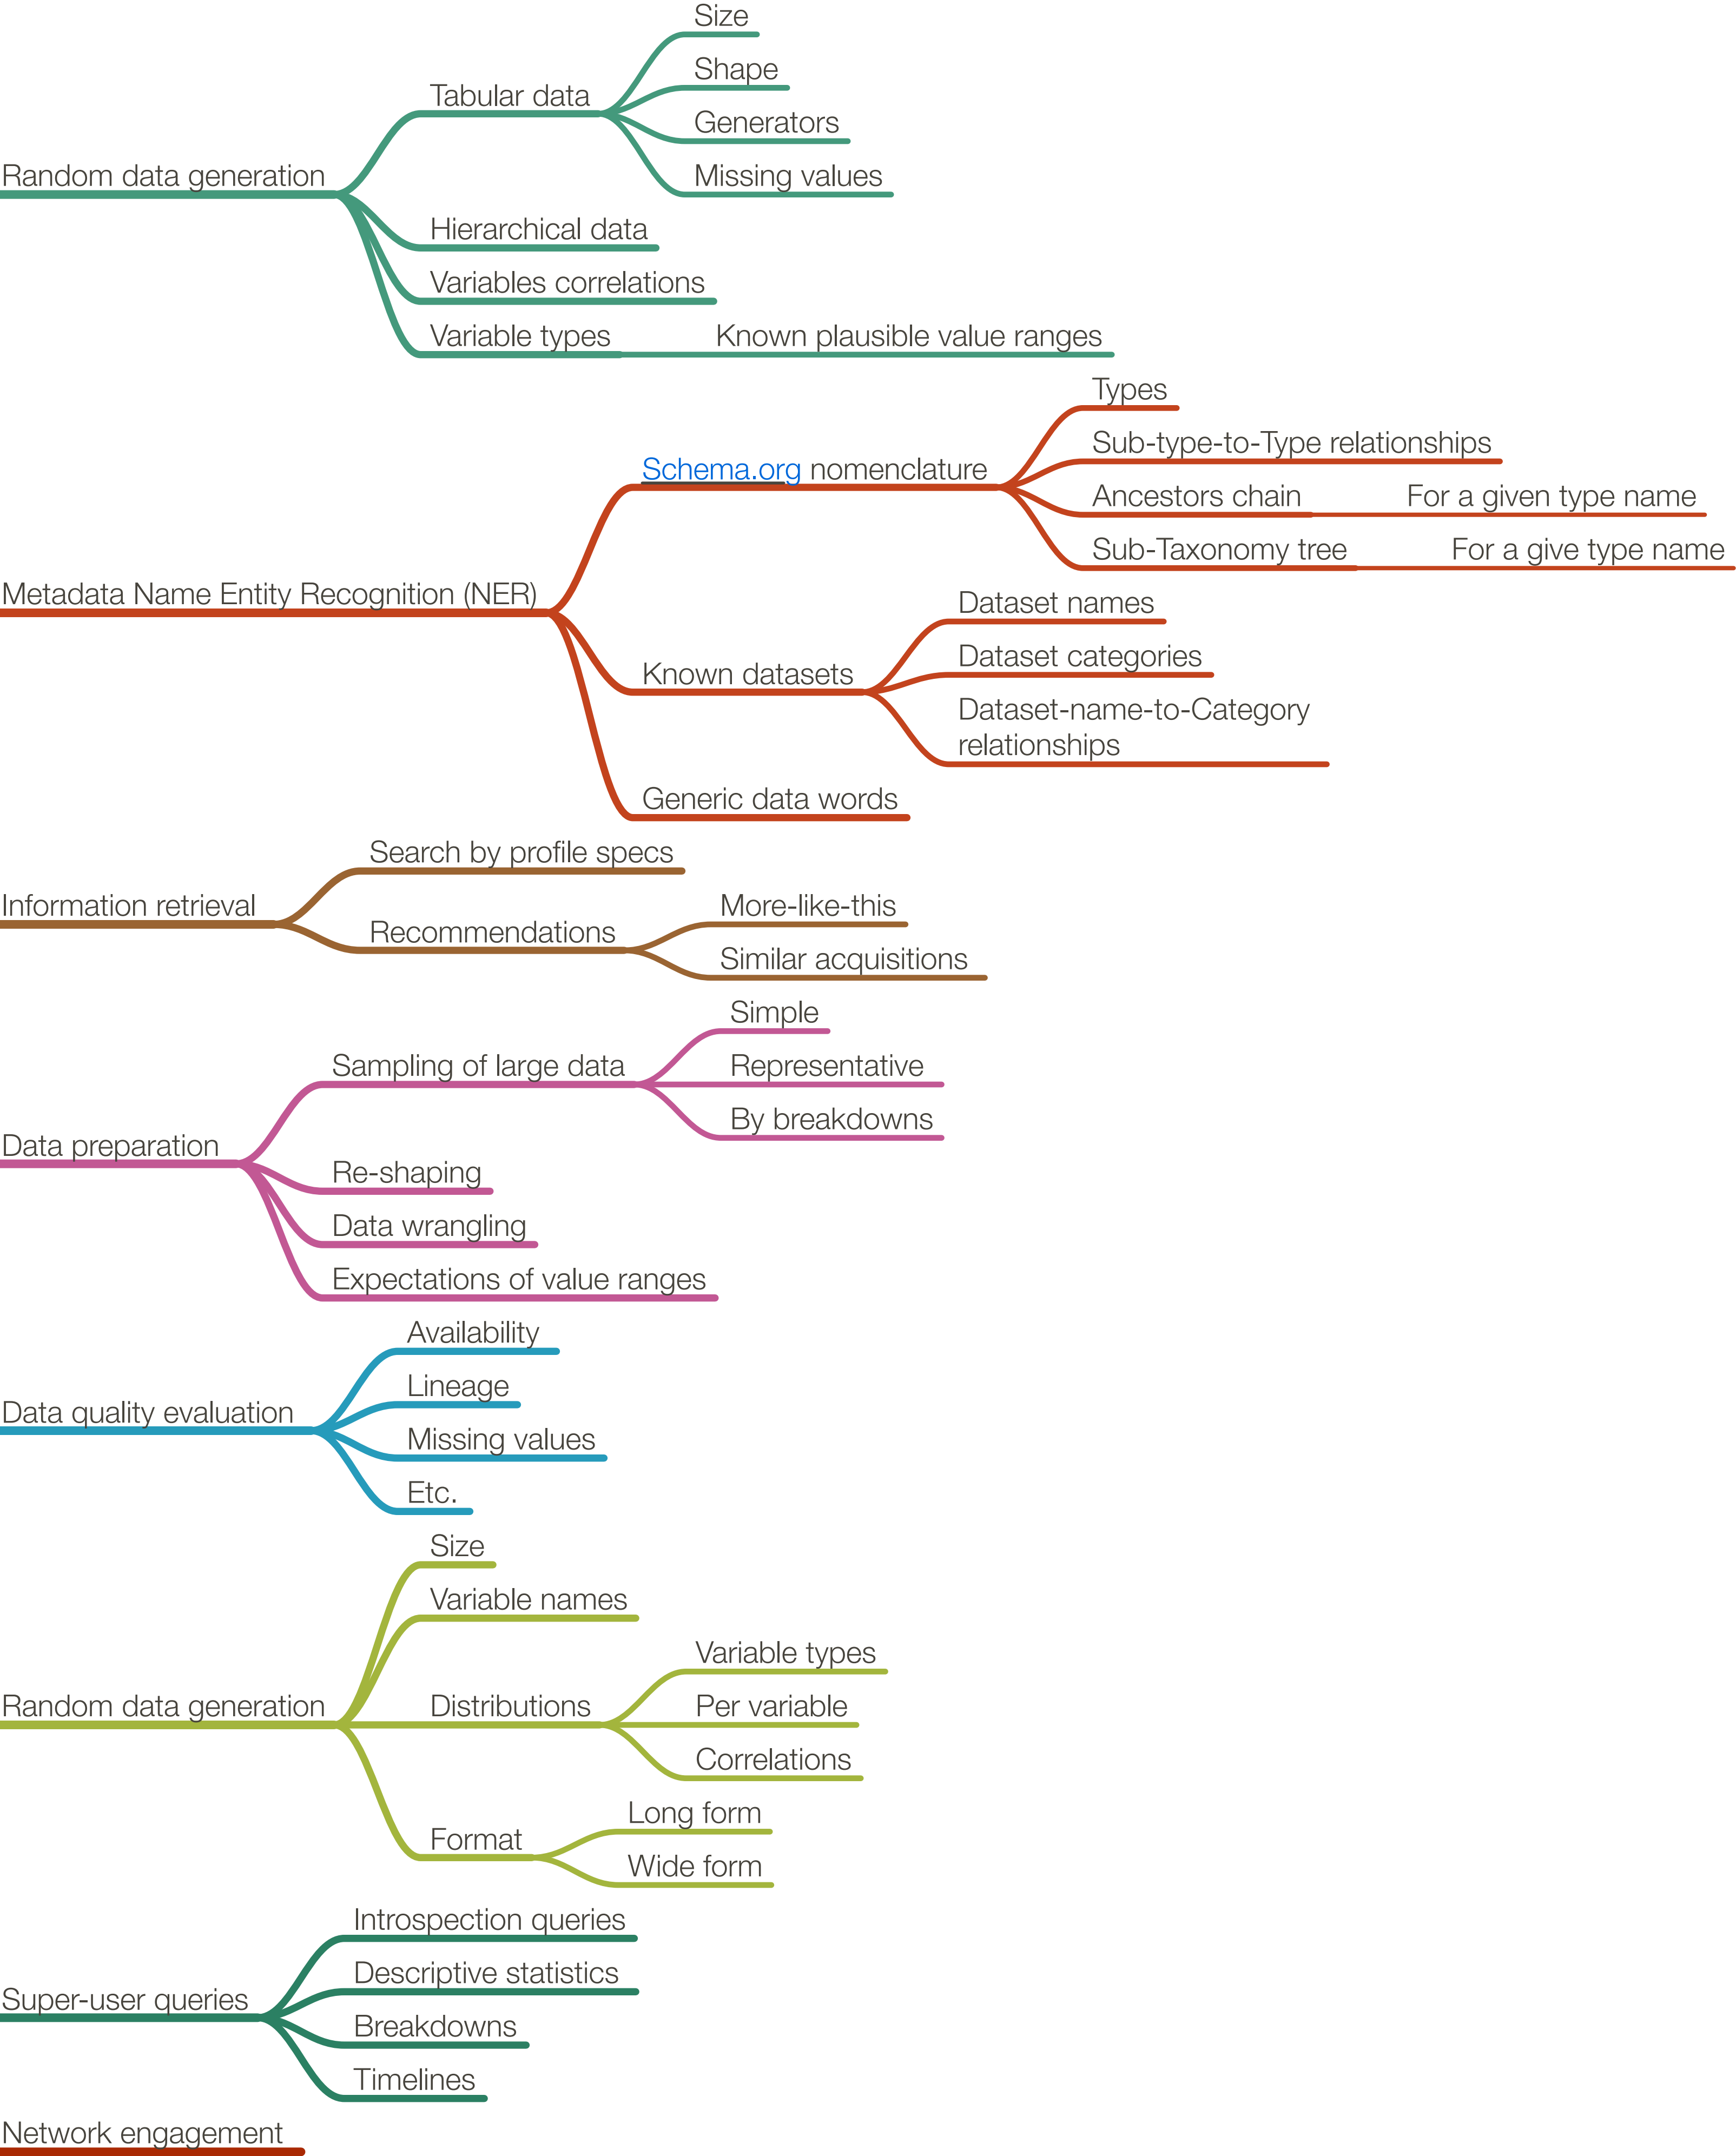 Size
Shape
Tabular data
Generators
Random data generation
Missing values
Hierarchical data
Variables correlations
Variable types
Known plausible value ranges
Types
Sub-type-to-Type relationships
Schema.org nomenclature
Ancestors chain
For a given type name
Sub-Taxonomy tree
For a give type name
Metadata Name Entity Recognition (NER)
Dataset names
Dataset categories
Known datasets
Dataset-name-to-Category
relationships
Generic data words
Search by profile specs
Information retrieval
More-like-this
Recommendations
Similar acquisitions
Simple
Sampling of large data
Representative
By breakdowns
Data preparation
Re-shaping
Data wrangling
Expectations of value ranges
Availability
Lineage
Data quality evaluation
Missing values
Etc.
Size
Variable names
Variable types
Random data generation
Distributions
Per variable
Correlations
Long form
Format
Wide form
Introspection queries
Descriptive statistics
Super-user queries
Breakdowns
Timelines
Network engagement